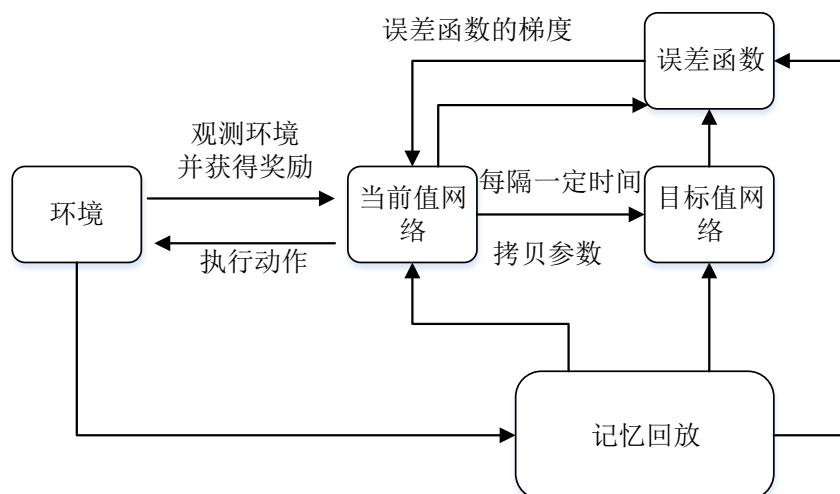 误差函数的梯度
误差函数
观测环境
并获得奖励
环境
当前值网
络
每隔一定时间
目标值网
络
执行动作
拷贝参数
记忆回放